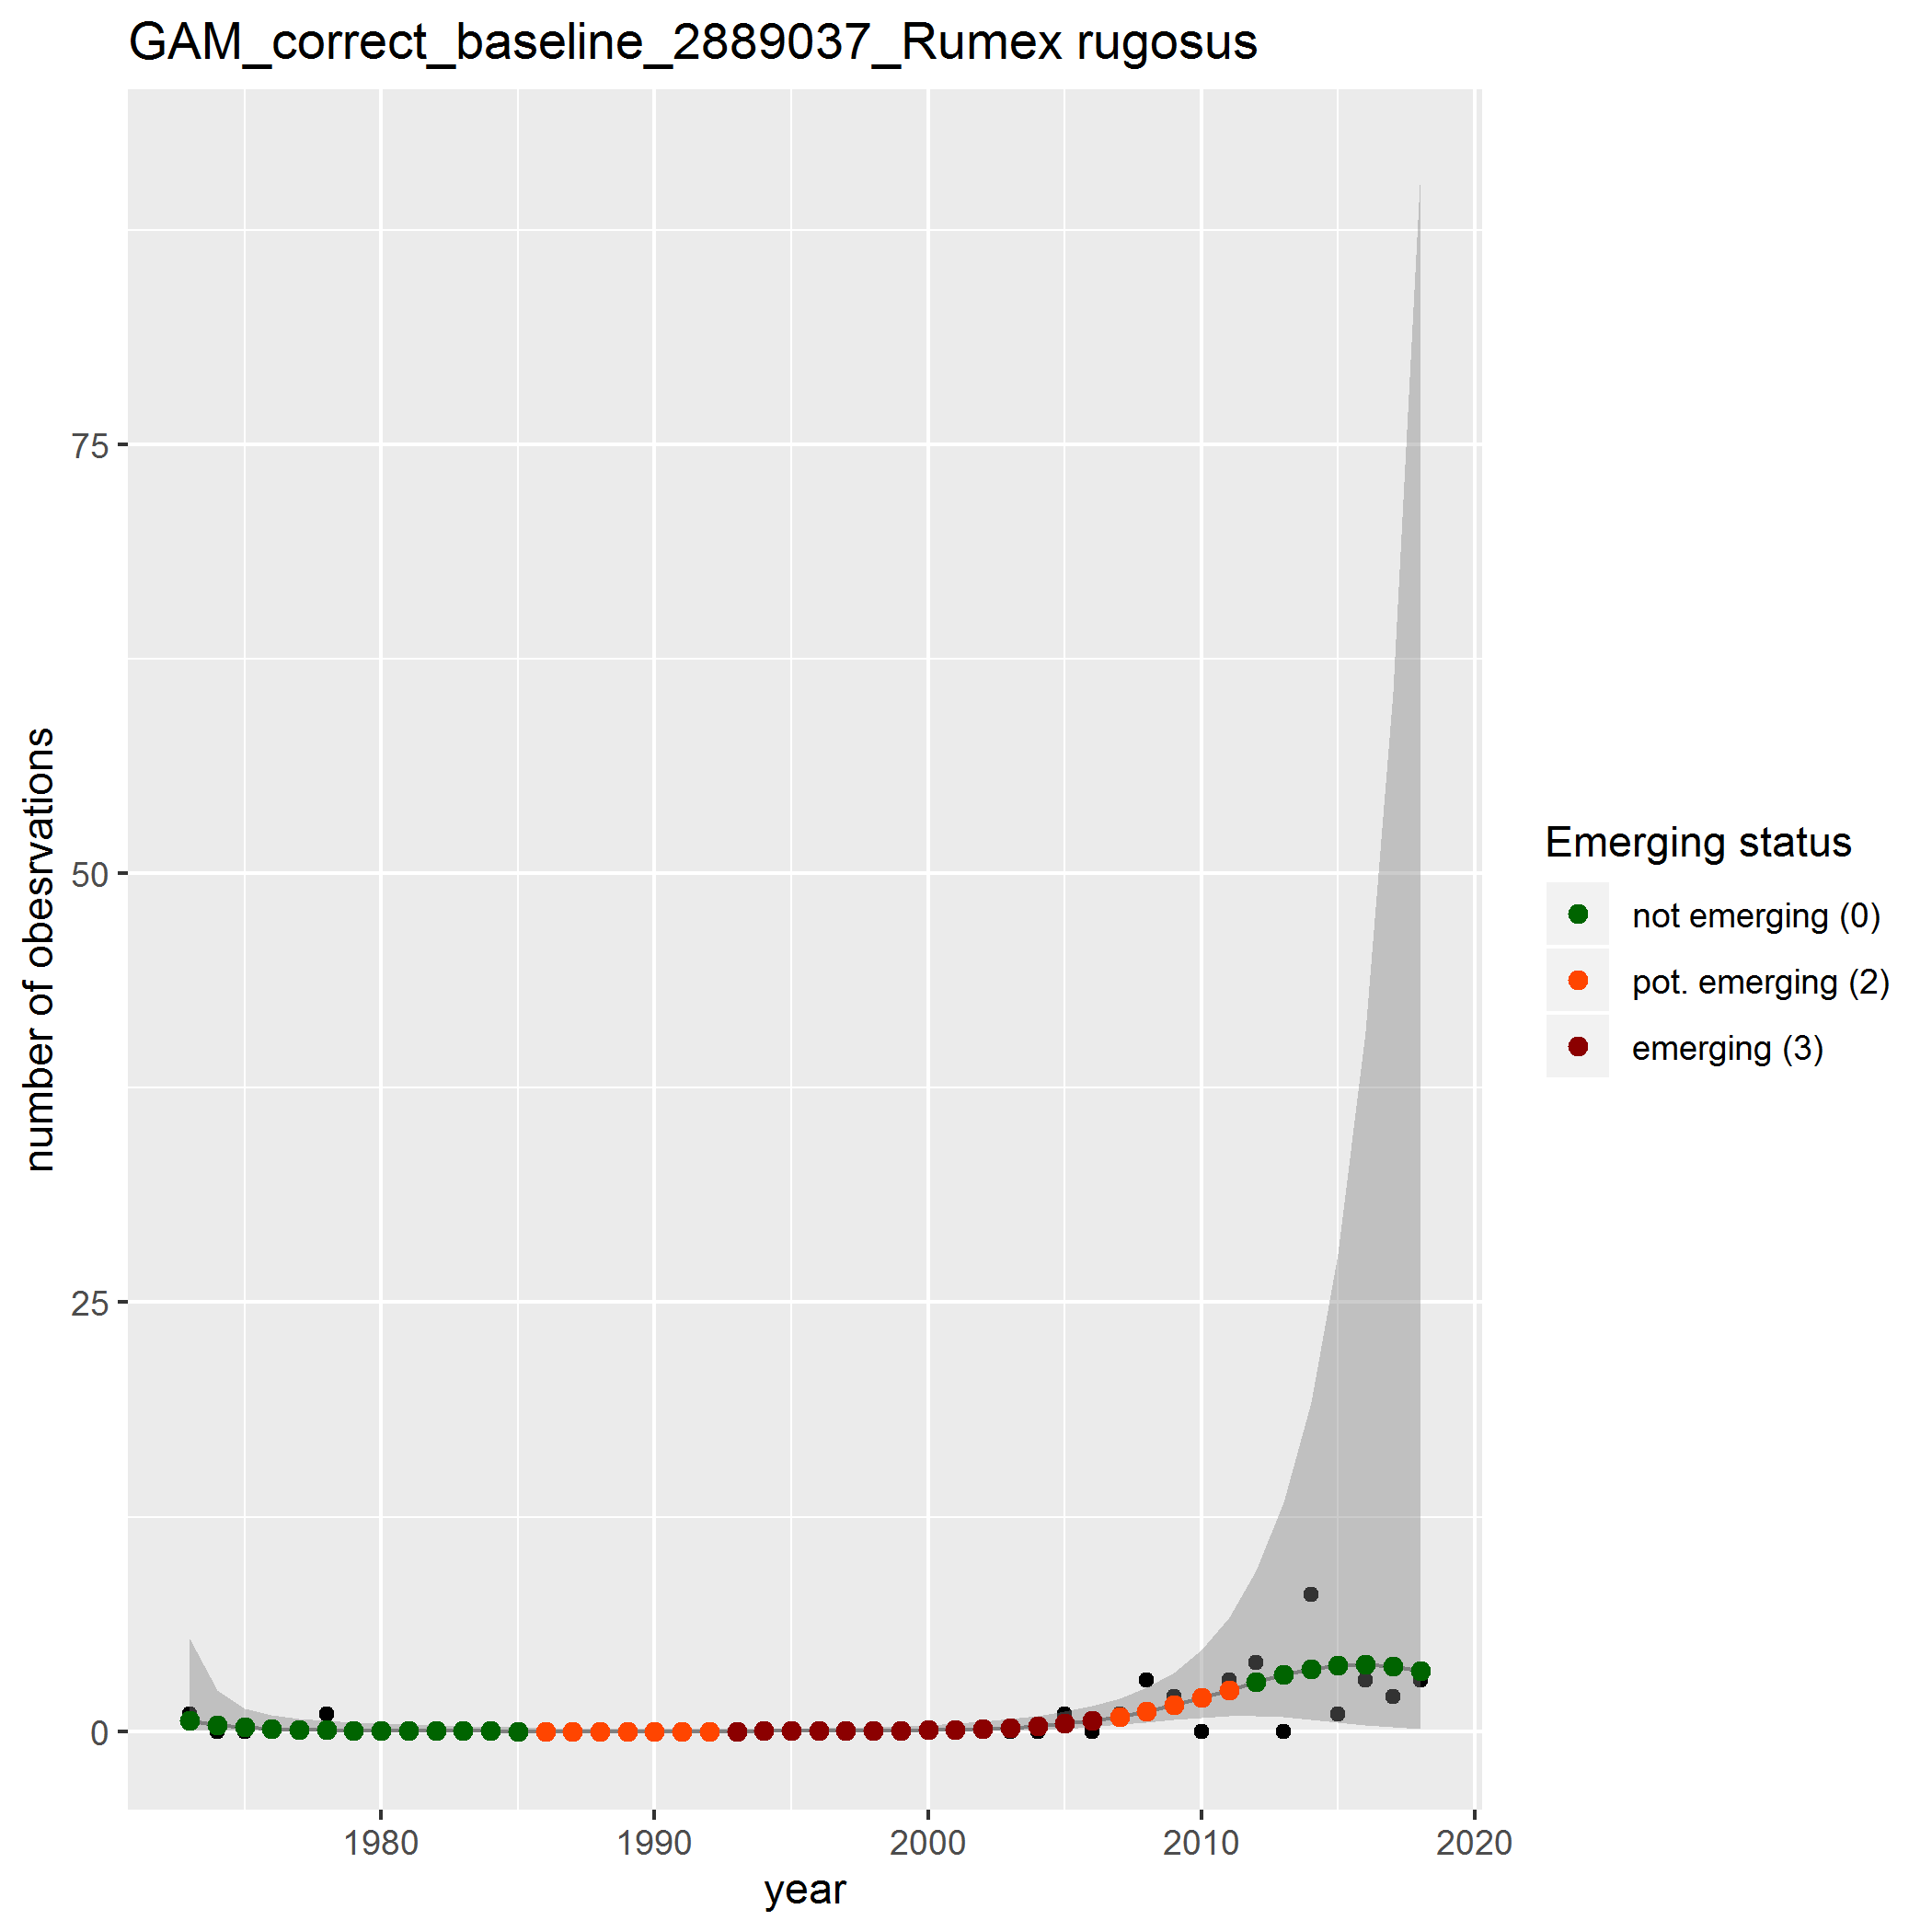 GAM_correct_baseline_2889037_Rumex rugosus
75
50
25
0
number of obesrvations
1980
1990
2000
2010
2020
year
Emerging status
not emerging (0)
pot. emerging (2)
emerging (3)